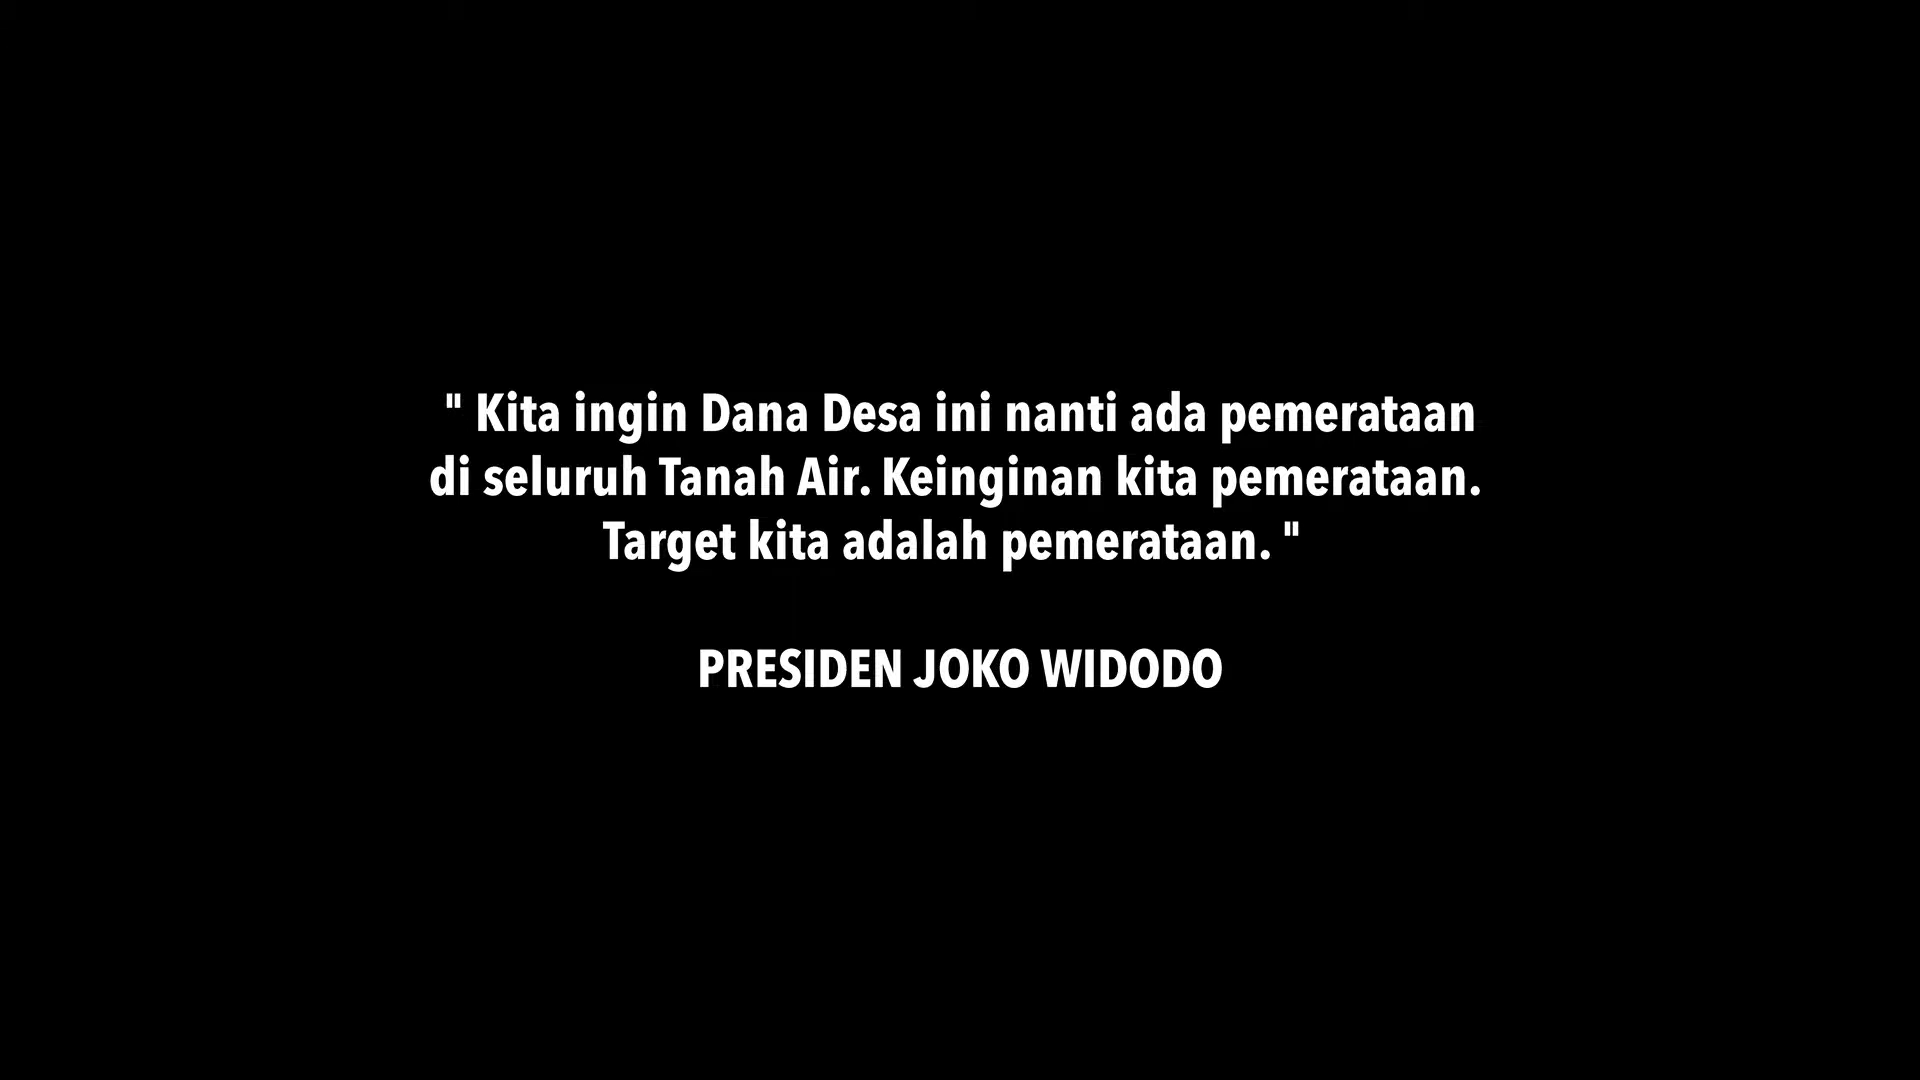 " Kita ingin Dana Desa ini nanti ada pemerataan
di seluruh Tanah Air. Keinginan kita pemerataan.
Target kita adalah pemerataan. "
PRESIDEN JOKO WIDODO